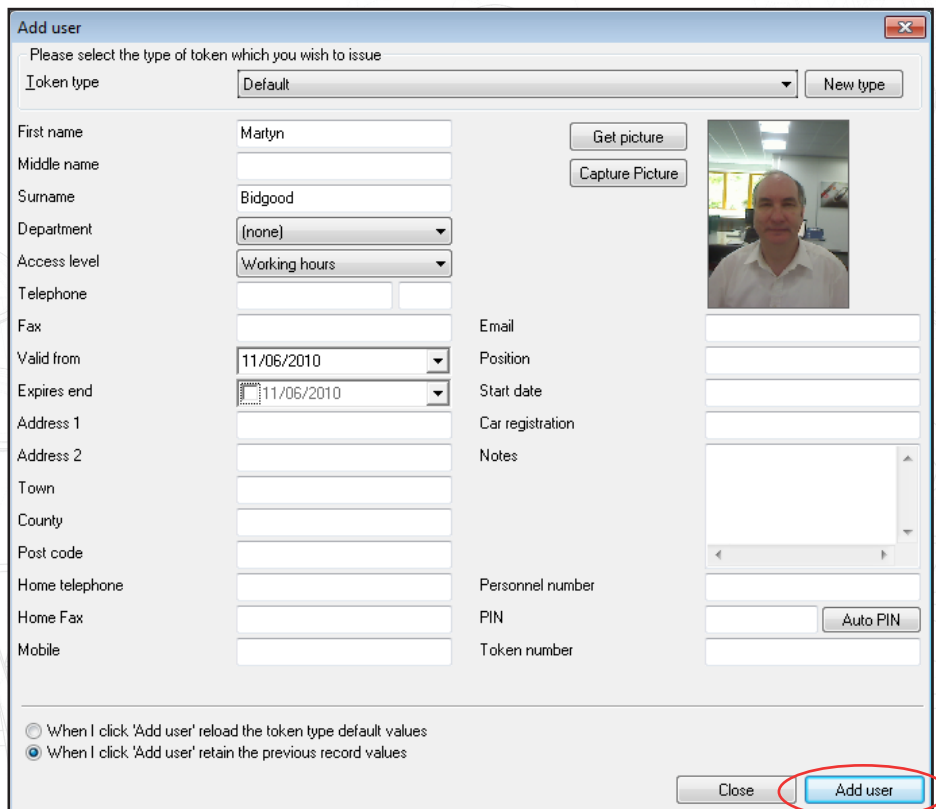 Add user
Please select the type of token which you wish to issue
Token type Default New type
First name Martyn Get picture
Middle name Capture Picture
Surname Bidgood
Department (none)
Access level Working hours
Telephone
Fax Email
Valid from 11/06/2010 Position
Expires end 11/06/2010 Start date
Address 1 Car registration
Address 2 Notes
Town
County
Post code
Home telephone Personnel number
Home Fax PIN Auto PIN
Mobile Token number
When I click 'Add user' reload the token type default values
When I click 'Add user' retain the previous record values
Close Add user